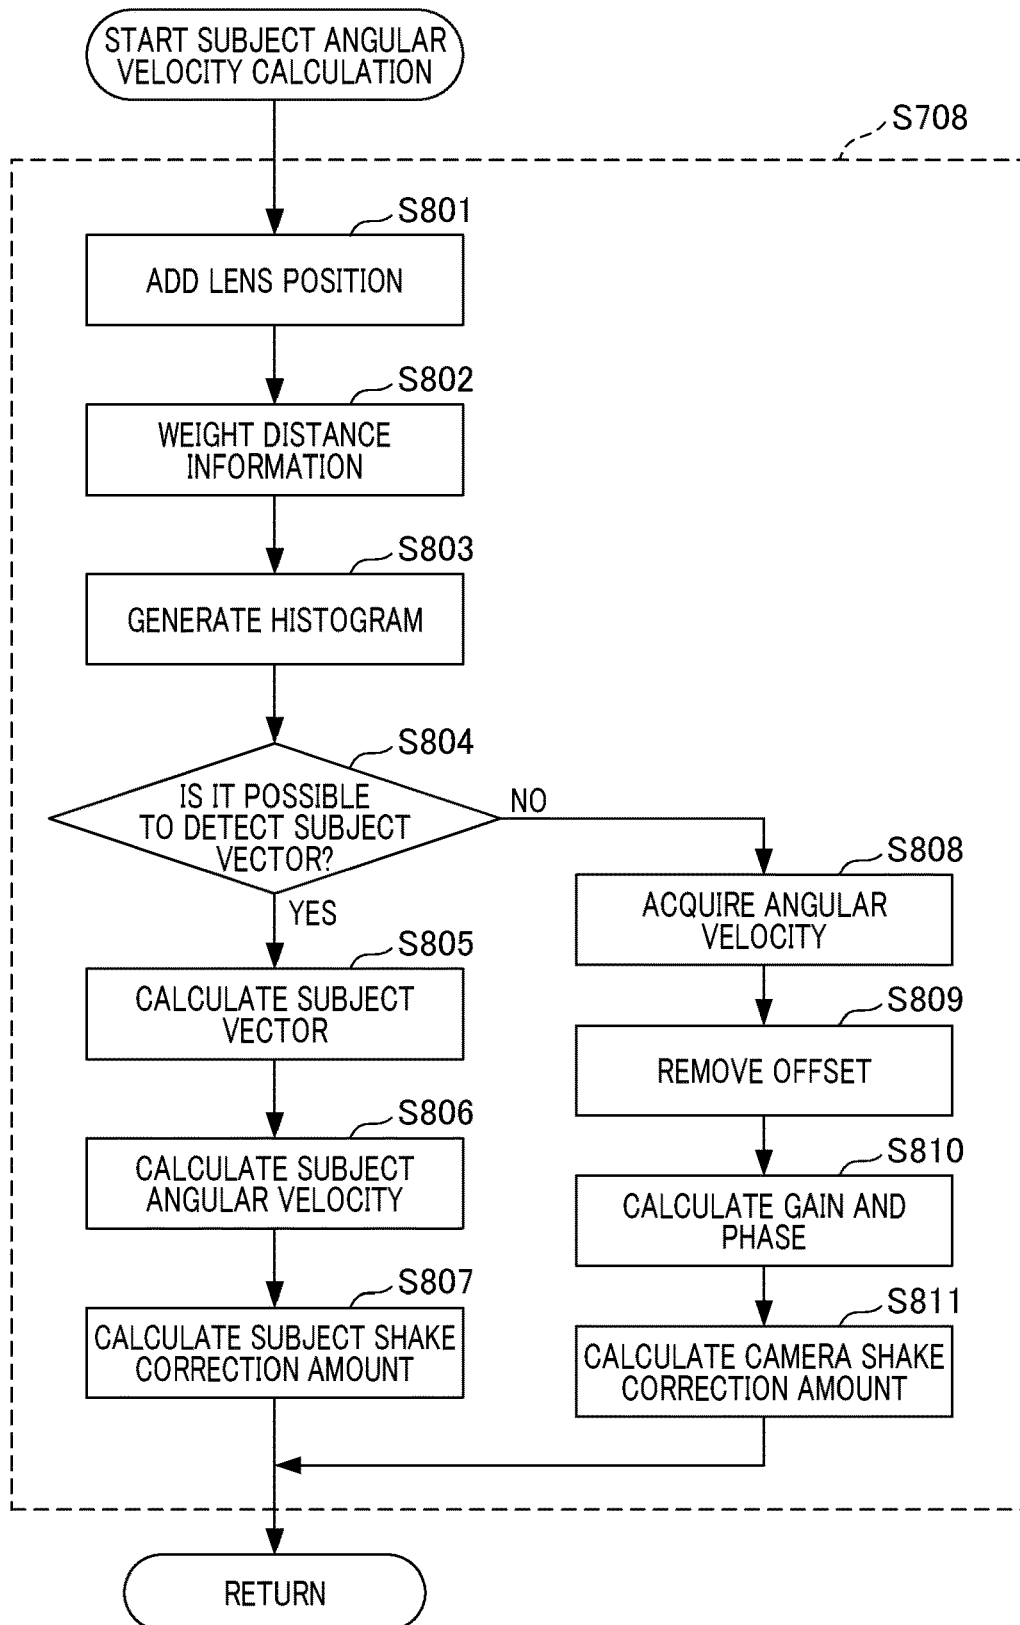 START SUBJECT ANGULAR
VELOCITY CALCULATION
S708
S801
ADD LENS POSITION
S802
WEIGHT DISTANCE
INFORMATION
S803
GENERATE HISTOGRAM
S804
IS IT POSSIBLE
TO DETECT SUBJECT
VECTOR?
NO
YES
S805
CALCULATE SUBJECT
VECTOR
S806
CALCULATE SUBJECT
ANGULAR VELOCITY
S807
CALCULATE SUBJECT SHAKE
CORRECTION AMOUNT
S808
ACQUIRE ANGULAR
VELOCITY
S809
REMOVE OFFSET
S810
CALCULATE GAIN AND
PHASE
S811
CALCULATE CAMERA SHAKE
CORRECTION AMOUNT
RETURN